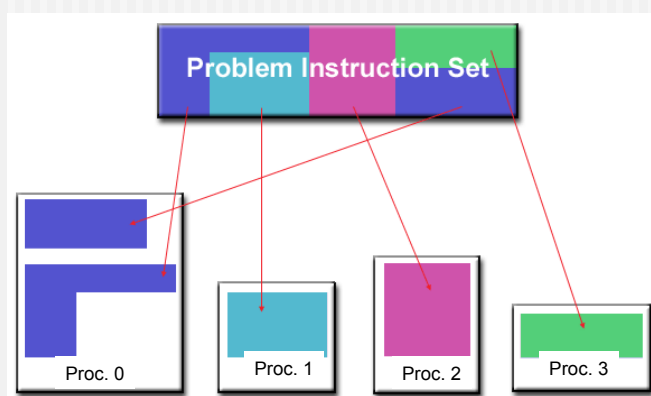 Problem Instruction Set
Proc. 0
Proc. 1
Proc. 2
Proc. 3